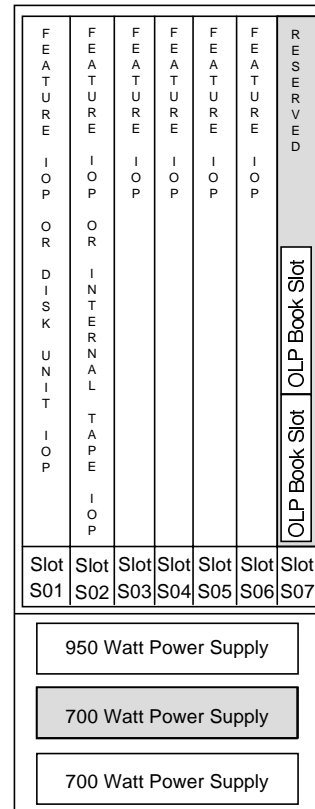 FEATURE IOP OR DISK UNIT IOP
FEATURE IOP OR INTERNAL TAPE IOP
FEATURE IOP
FEATURE IOP
FEATURE IOP
FEATURE IOP
RESERVED
OLP Book Slot
OLP Book Slot
Slot S01
Slot S02
Slot S03
Slot S04
Slot S05
Slot S06
Slot S07
950 Watt Power Supply
700 Watt Power Supply
700 Watt Power Supply